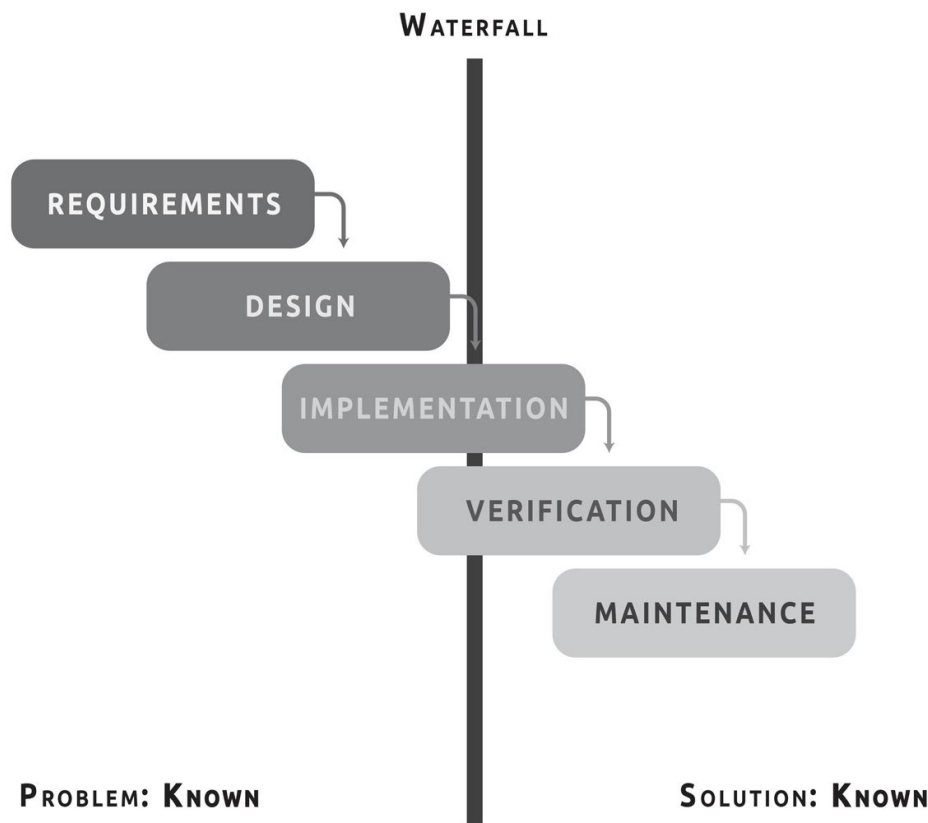 WATERFALL
REQUIREMENTS
DESIGN
IMPLEMENTATION
VERIFICATION
MAINTENANCE
PROBLEM: KNOWN
SOLUTION: KNOWN